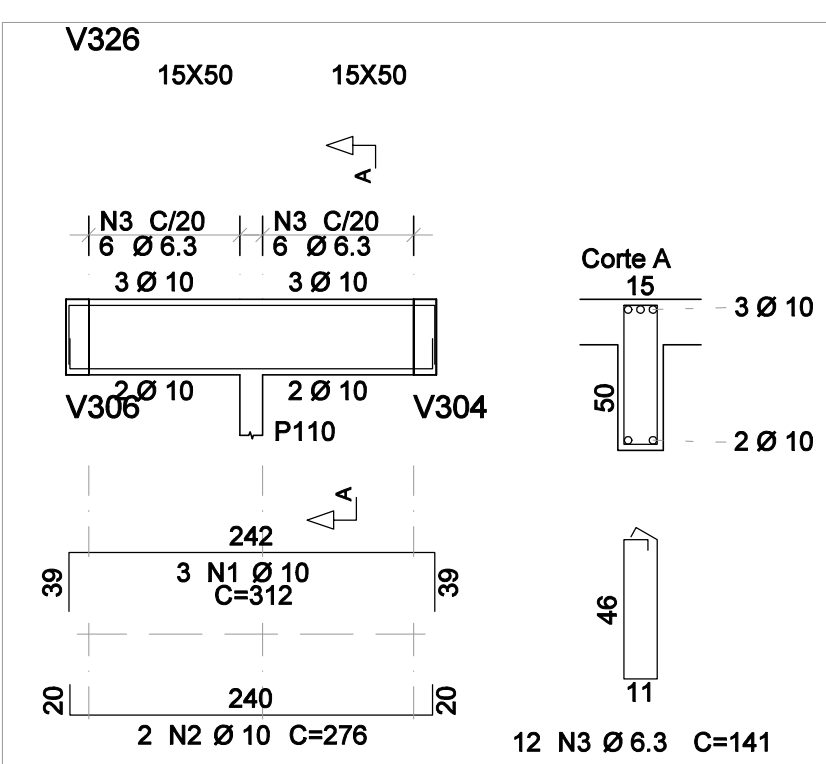 V326
15X50 15X50
A
N3 C/20 N3 C/20
6 Ø 6.3 6 Ø 6.3
3 Ø 10 3 Ø 10
2 Ø 10 2 Ø 10
V306 V304
P110
Corte A
15
3 Ø 10
50
2 Ø 10
A
242
3 N1 Ø 10
C=312
39 39
20 240 20
2 N2 Ø 10 C=276
46
11
12 N3 Ø 6.3 C=141